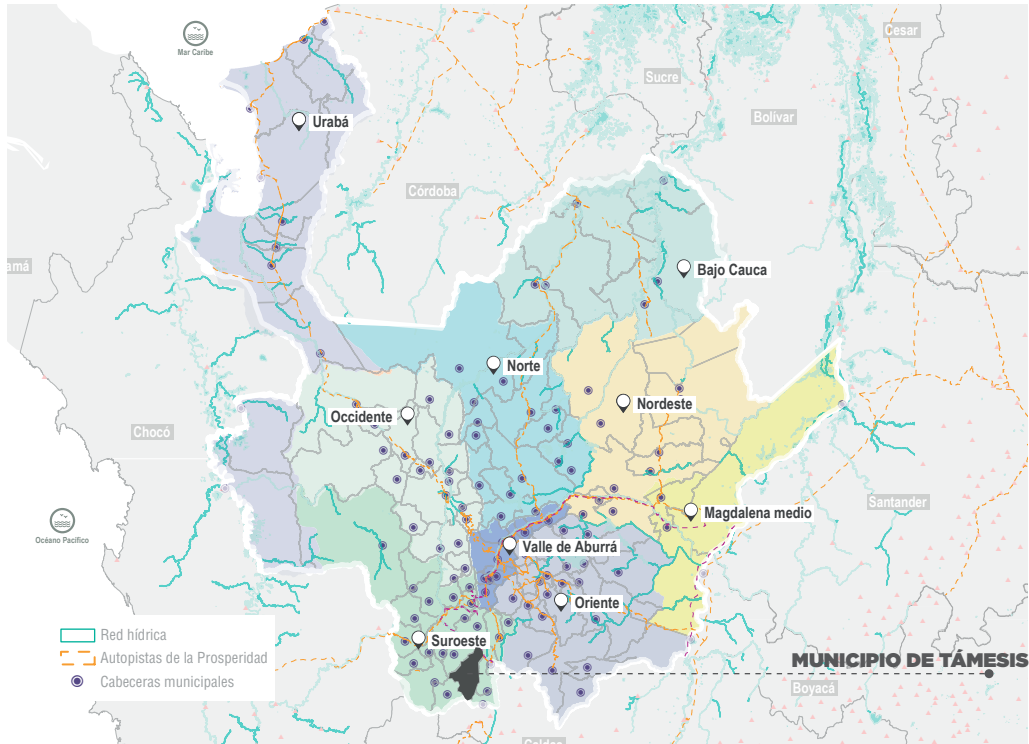 Mar Caribe
Cesar
Sucre
Bolívar
Urabá
Córdoba
amá
Bajo Cauca
Norte
Nordeste
Occidente
Chocó
Santander
Magdalena medio
Océano Pacífico
Valle de Aburrá
Oriente
Suroeste
Red hídrica
Autopistas de la Prosperidad
Cabeceras municipales
MUNICIPIO DE TÁMESIS
Boyacá